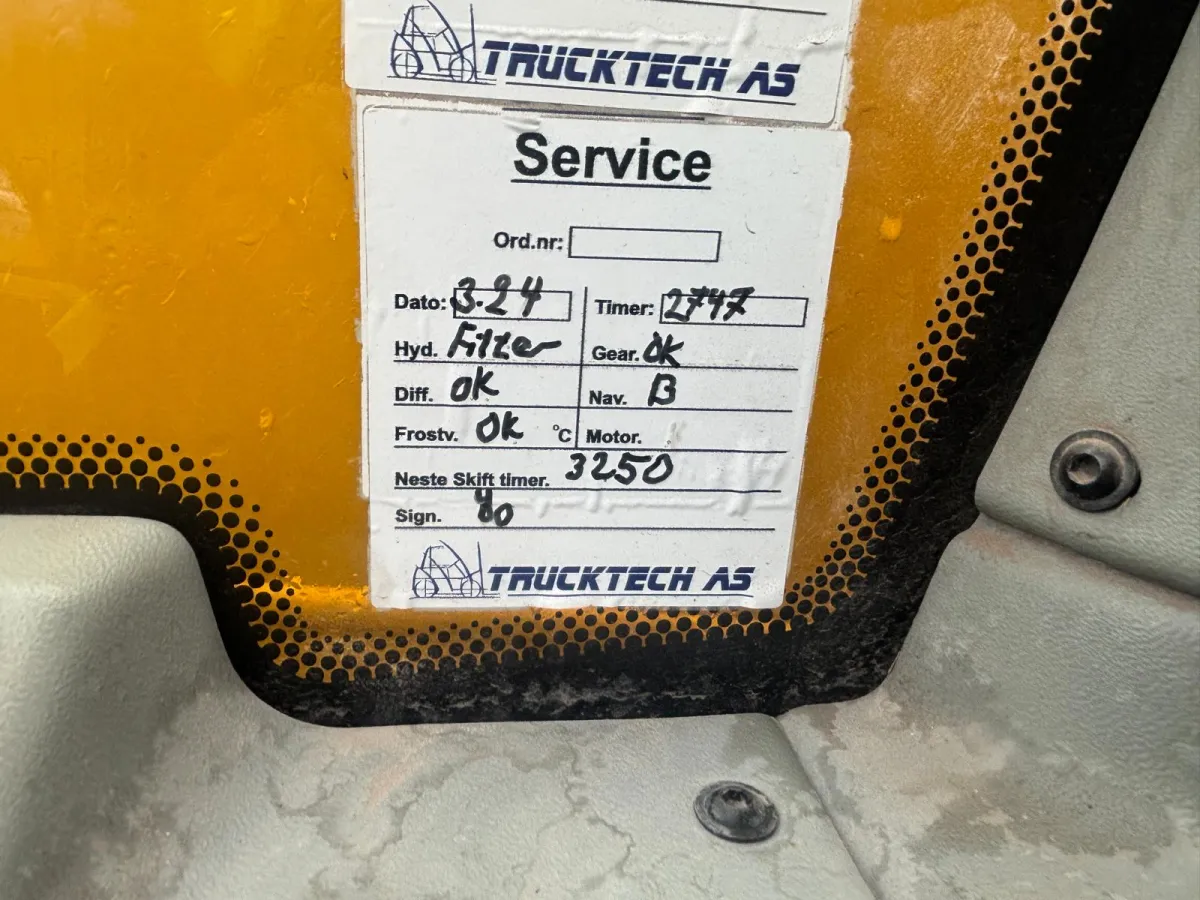 TRUCKTECH AS
Service
Ord.nr:
Dato: 3.24 Timer: 2747
Hyd. Filter Gear. OK
Diff. OK Nav. B
Frostv. OK °C Motor.
Neste Skift timer. 3250
Sign.
TRUCKTECH AS